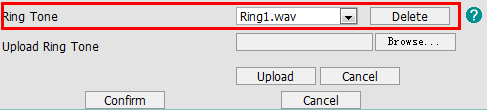 Ring Tone Ring1.wav Delete ?
Upload Ring Tone Browse...
Upload Cancel
Confirm Cancel